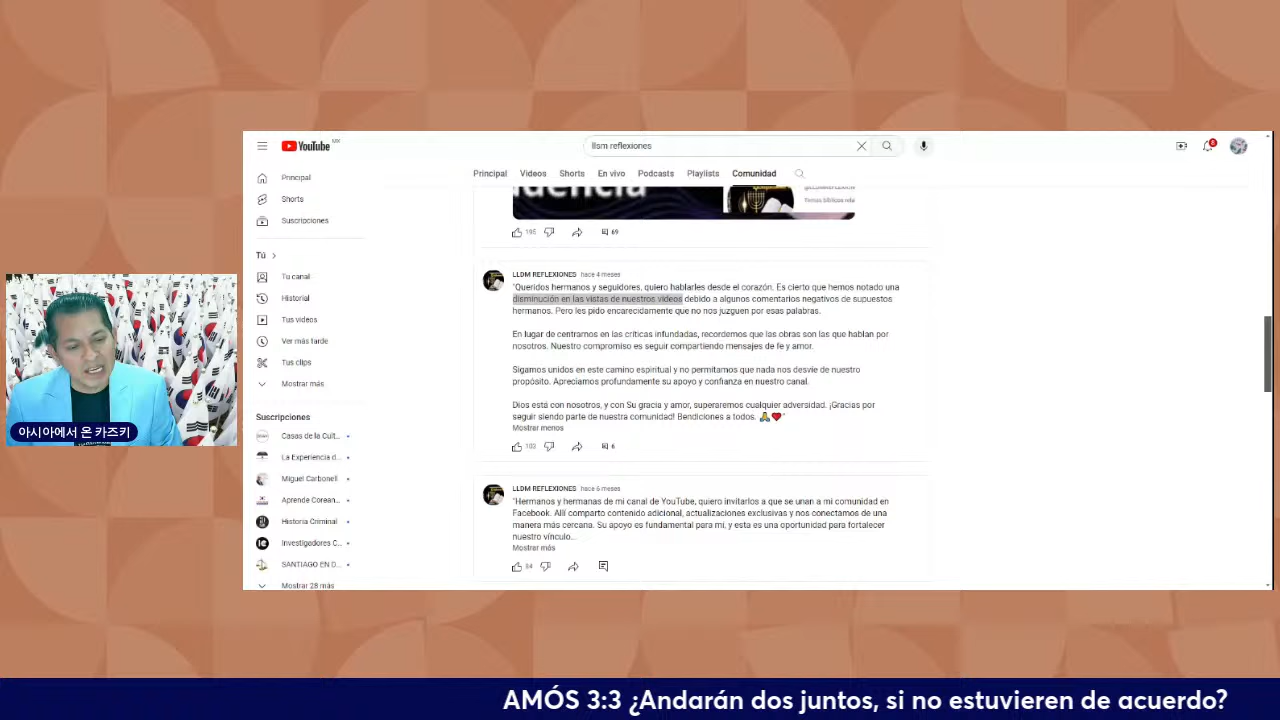 YouTube MX
llsm reflexiones
Principal
Videos
Shorts
En vivo
Podcasts
Playlists
Comunidad
Principal
Shorts
Suscripciones
Tú
Tu canal
Historial
Tus videos
Ver más tarde
Tus clips
Mostrar más
Suscripciones
Casas de la Cult...
La Experiencia d...
Miguel Carbonell
Aprende Corean...
Historia Criminal
Investigadores C...
SANTIAGO EN D...
Mostrar 28 más
Temas bíblicos rela
195
69
LLDM REFLEXIONES hace 4 meses
"Queridos hermanos y seguidores, quiero hablarles desde el corazón. Es cierto que hemos notado una
disminución en las vistas de nuestros videos debido a algunos comentarios negativos de supuestos
hermanos. Pero les pido encarecidamente que no nos juzguen por esas palabras.
En lugar de centrarnos en las críticas infundadas, recordemos que las obras son las que hablan por
nosotros. Nuestro compromiso es seguir compartiendo mensajes de fe y amor.
Sigamos unidos en este camino espiritual y no permitamos que nada nos desvíe de nuestro
propósito. Apreciamos profundamente su apoyo y confianza en nuestro canal.
Dios está con nosotros, y con Su gracia y amor, superaremos cualquier adversidad. ¡Gracias por
seguir siendo parte de nuestra comunidad! Bendiciones a todos. 🙏❤️"
Mostrar menos
103
6
LLDM REFLEXIONES hace 6 meses
"Hermanos y hermanas de mi canal de YouTube, quiero invitarlos a que se unan a mi comunidad en
Facebook. Allí comparto contenido adicional, actualizaciones exclusivas y nos conectamos de una
manera más cercana. Su apoyo es fundamental para mí, y esta es una oportunidad para fortalecer
nuestro vínculo...
Mostrar más
84
아시아에서 온 카즈키
AMÓS 3:3 ¿Andarán dos juntos, si no estuvieren de acuerdo?